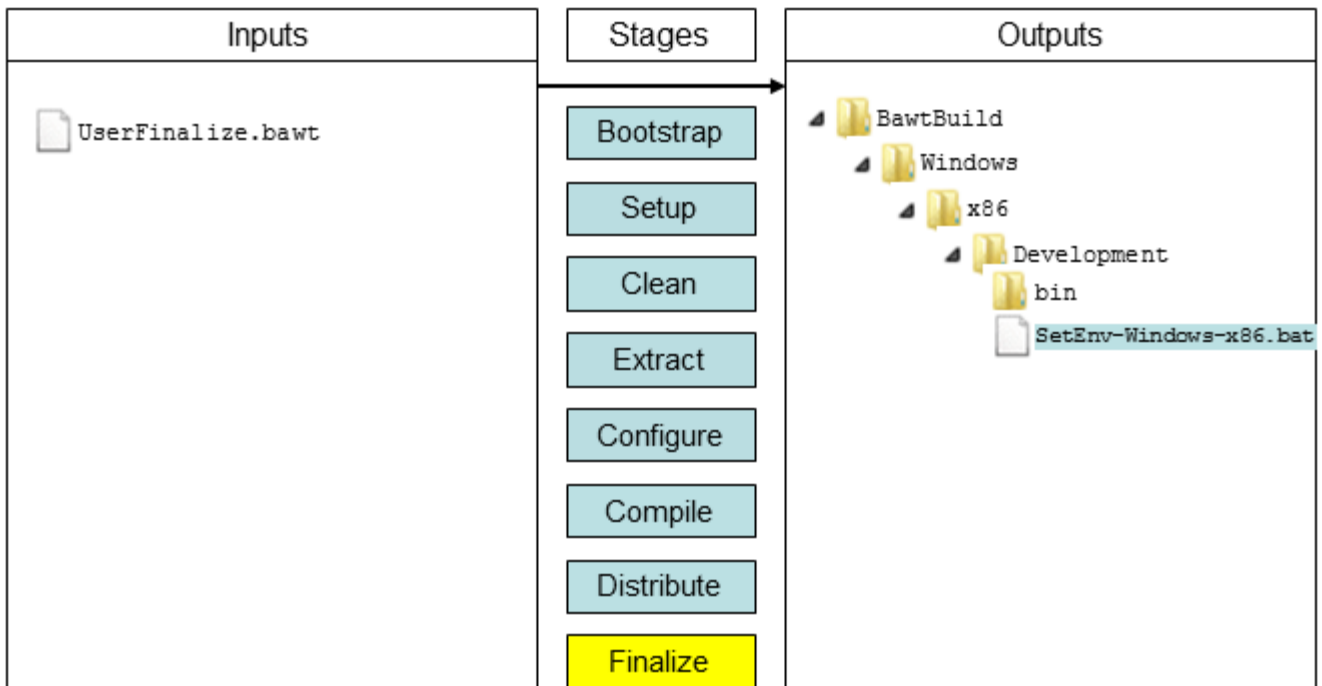 Inputs
UserFinalize.bawt
Stages
Bootstrap
Setup
Clean
Extract
Configure
Compile
Distribute
Finalize
Outputs
BawtBuild
Windows
x86
Development
bin
SetEnv-Windows-x86.bat